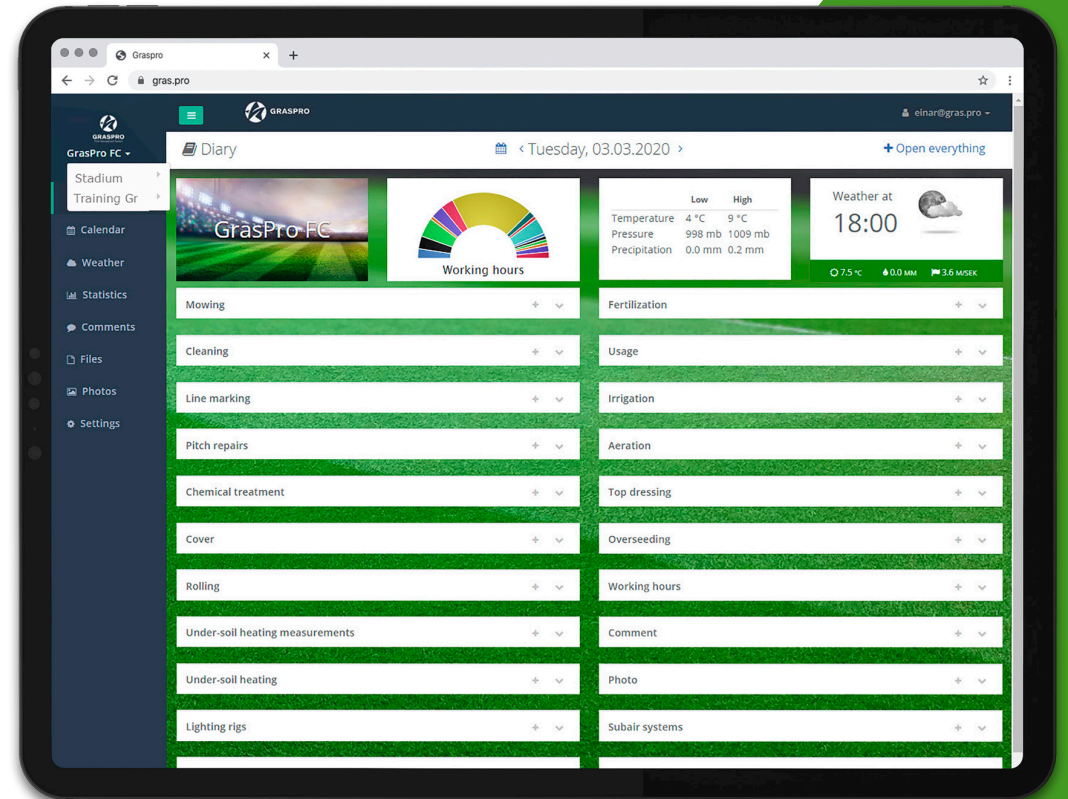 Graspro
gras.pro
GRASPRO
GrasPro FC
Stadium
Training Gr
Calendar
Weather
Statistics
Comments
Files
Photos
Settings
GRASPRO
einar@gras.pro
Diary
Tuesday, 03.03.2020
Open everything
GrasPro FC
Working hours
Low High
Temperature 4 °C 9 °C
Pressure 998 mb 1009 mb
Precipitation 0.0 mm 0.2 mm
Weather at
18:00
7.5 °C 0.0 MM 3.6 M/SEK
Mowing
Fertilization
Cleaning
Usage
Line marking
Irrigation
Pitch repairs
Aeration
Chemical treatment
Top dressing
Cover
Overseeding
Rolling
Working hours
Under-soil heating measurements
Comment
Under-soil heating
Photo
Lighting rigs
Subair systems